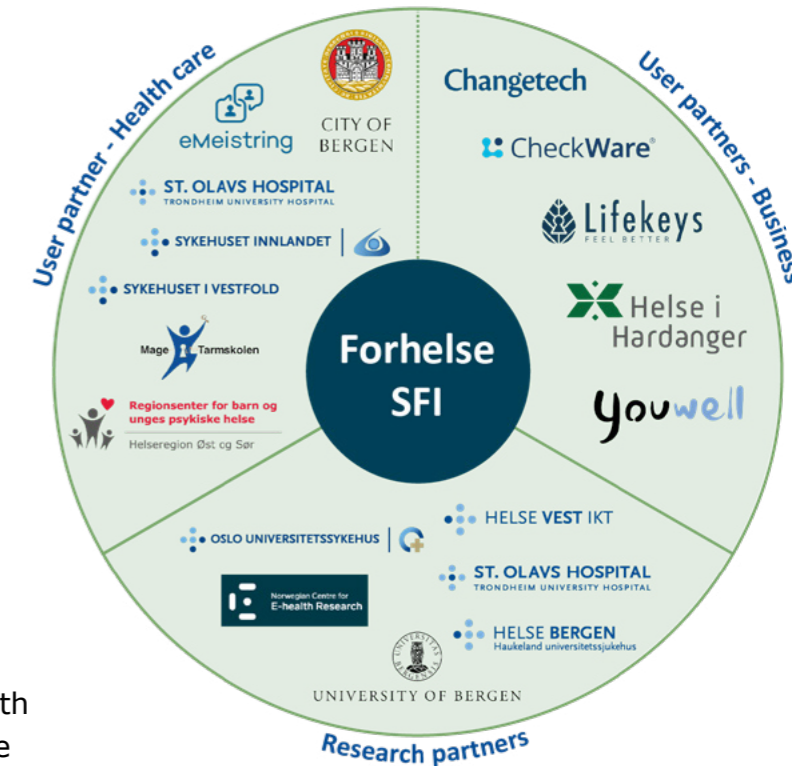 User partner - Health care
User partners - Business
CITY OF
BERGEN
eMeistring
ST. OLAVS HOSPITAL
TRONDHEIM UNIVERSITY HOSPITAL
SYKEHUSET INNLANDET
SYKEHUSET I VESTFOLD
Mage Tarmskolen
Regionsenter for barn og
unges psykiske helse
Helseregion Øst og Sør
Changetech
CheckWare®
Lifekeys
FEEL BETTER
Helse i
Hardanger
youwell
Forhelse
SFI
OSLO UNIVERSITETSSYKEHUS
HELSE VEST IKT
Norwegian Centre for
E-health Research
ST. OLAVS HOSPITAL
TRONDHEIM UNIVERSITY HOSPITAL
HELSE BERGEN
Haukeland universitetssjukehus
UNIVERSITY OF BERGEN
Research partners
th
e